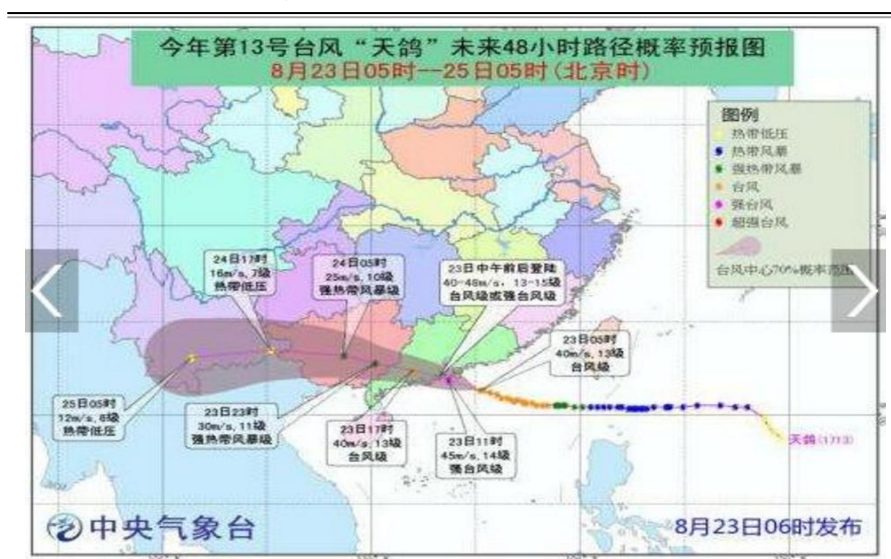 今年第13号台风“天鸽”未来48小时路径概率预报图
8月23日05时--25日05时(北京时)
图例
热带低压
热带风暴
强热带风暴
台风
强台风
超强台风
台风中心70%概率范围
24日17时
16m/s,7级
热带低压
24日05时
25m/s,10级
强热带风暴级
23日中午前后登陆
40-48m/s, 13-15级
台风级或强台风级
23日05时
40m/s,13级
台风级
25日05时
12m/s,6级
热带低压
23日23时
30m/s,11级
强热带风暴级
23日17时
40m/s,13级
台风级
23日11时
45m/s,14级
强台风级
天鸽(1713)
中央气象台
8月23日06时发布